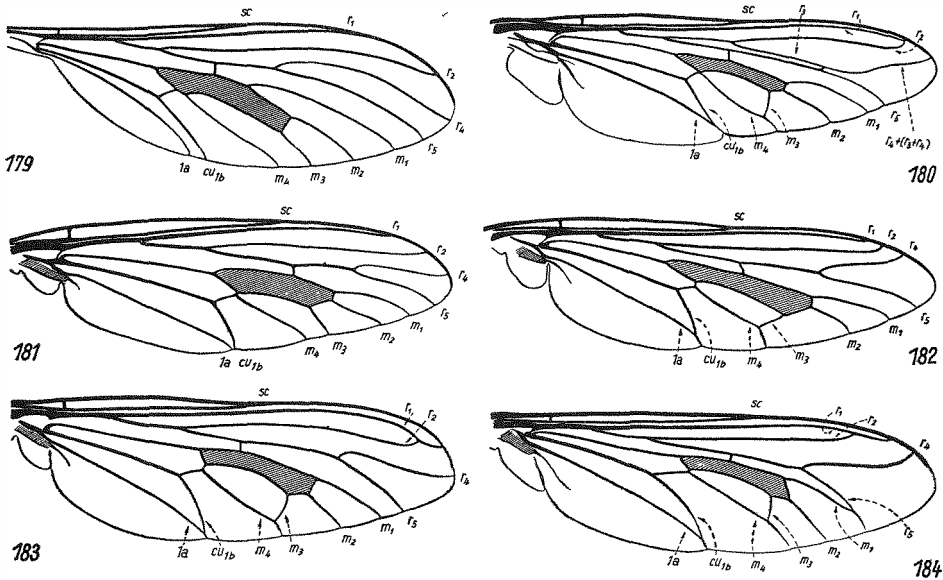 sc
r₂
r₄
r₅
m₁
m₂
m₃
m₄
cu₁b
1a
179
sc
r₃
r₁
r₂
r₅
r₄+(r₃+r₄)
m₁
m₂
m₃
m₄
cu₁b
1a
180
sc
r₁
r₂
r₄
r₅
m₁
m₂
m₃
m₄
1a cu₁b
181
sc
r₁ r₂ r₄
r₅
m₁
m₂
m₃
m₄
cu₁b
1a
182
sc
r₁, r₂
r₄
r₅
m₁
m₂
m₃
m₄
cu₁b
1a
183
sc
r₁
r₄
r₅
m₁
m₂
m₃
m₄
cu₁b
1a
184